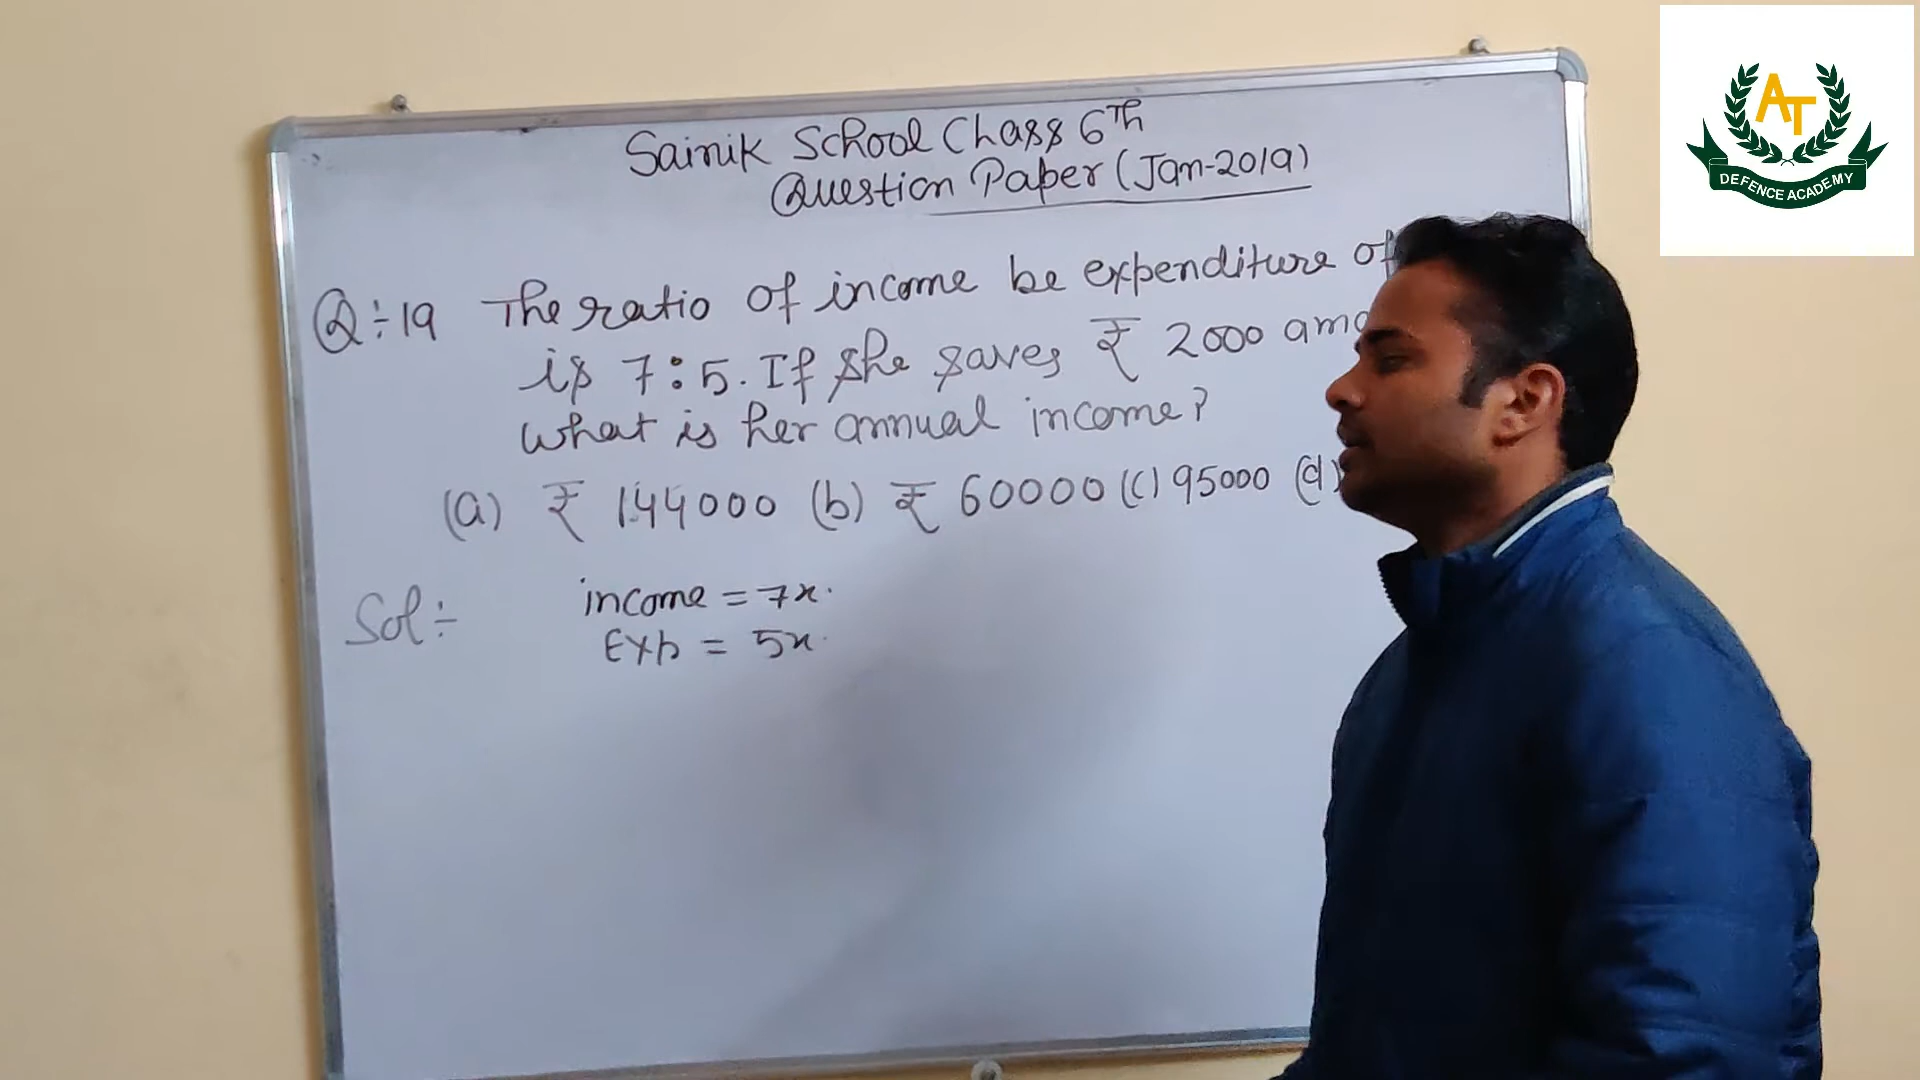 Sainik School Class 6Th
Question Paper (Jan-2019)
Q÷19 The ratio of income be expenditure of
is 7:5. If she saves ₹ 2000
what is her annual income?
(a) ₹ 144000 (b) ₹ 60000 (c) 95000 (d)
Sol÷ income = 7x.
Exp = 5x.
AT
DEFENCE ACADEMY